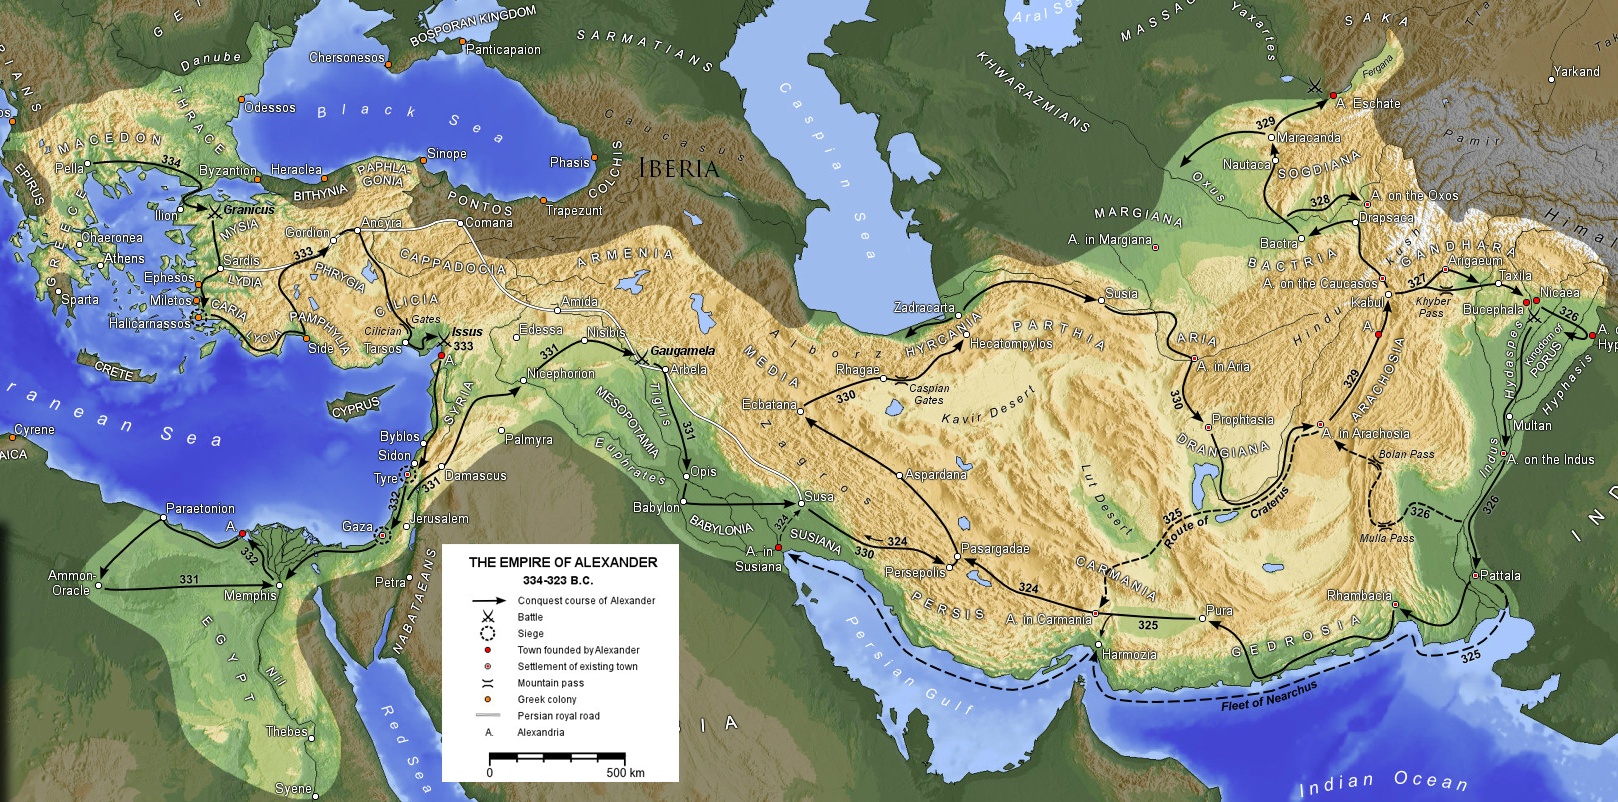 BOSPORAN KINGDOM
Panticapaion
Chersonesos
SARMATIANS
Aral Se
MASSAG
Yaxartes
SAKA
Yarkand
Fergana
KHWARAZMIANS
Danube
THRACE
Odessos
Black Sea
Caucasus
Caspian Sea
A. Eschate
329
Maracanda
Pamir
MACEDON
334
Pella
Byzantion
Heraclea
Sinope
Phasis
COLCHIS
IBERIA
Nautaca
SOGDIANA
Oxus
EPIRUS
BITHYNIA
PAPHLA-
GONIA
PONTOS
Trapezunt
328
A. on the Oxos
Ilion
Granicus
MYSIA
Ancyra
Comana
Gordion
MARGIANA
Drapsaca
Hima
GREECE
Chaeronea
Athens
Sparta
Sardis
LYDIA
333
PHRYGIA
CAPPADOCIA
ARMENIA
A. in Margiana
Bactra
BACTRIA
Hindu Kush
GANDHARA
Arigaeum
Taxila
Ephesos
Miletos
Halicarnassos
CARIA
LYCIA
PAMPHYLIA
Side
CILICIA
Cilician
Gates
Tarsos
Issus
333
A.
Amida
Edessa
Nisibis
331
Gaugamela
Arbela
Nicephorion
Zadracarta
Susia
A. on the Caucasos
Kabul
327
Khyber
Pass
Bucephala
Nicaea
326
Kingdom of
PORUS
Hydaspes
Hyphasis
A.
Hyp
CRETE
CYPRUS
SYRIA
MESOPOTAMIA
Tigiris
331
MEDIA
Alborz
HYRCANIA
Hecatompylos
PARTHIA
ARIA
A. in Aria
A.
329
ARACHOSIA
Rhagae
330
Caspian
Gates
Ecbatana
Kavir Desert
330
Prophtasia
DRANGIANA
A. in Arachosia
Bolan Pass
Multan
Indus
A. on the Indus
ranean Sea
Cyrene
AICA
Byblos
Sidon
Tyre
Damascus
Palmyra
331
332
Euphrates
Opis
Babylon
BABYLONIA
Zagros
Susa
Aspardana
Lut Desert
325
Route of
Craterus
326
Mulla Pass
326
IND
Paraetonion
A.
332
Gaza
Jerusalem
324
A. in
Susiana
SUSIANA
324
330
Pasargadae
Persepolis
Ammon-
Oracle
331
Memphis
Petra
NABATAEANS
CARMANIA
324
PERSIS
A. in Carmania
325
Pura
Harmozia
GEDROSIA
Rhambacia
Pattala
325
Fleet of Nearchus
EGYPT
Nil
Thebes
Syene
Red Sea
IA
Persian Gulf
Indian Ocean
THE EMPIRE OF ALEXANDER
334-323 B.C.
Conquest course of Alexander
Battle
Siege
Town founded by Alexander
Settlement of existing town
Mountain pass
Greek colony
Persian royal road
A. Alexandria
0 500 km